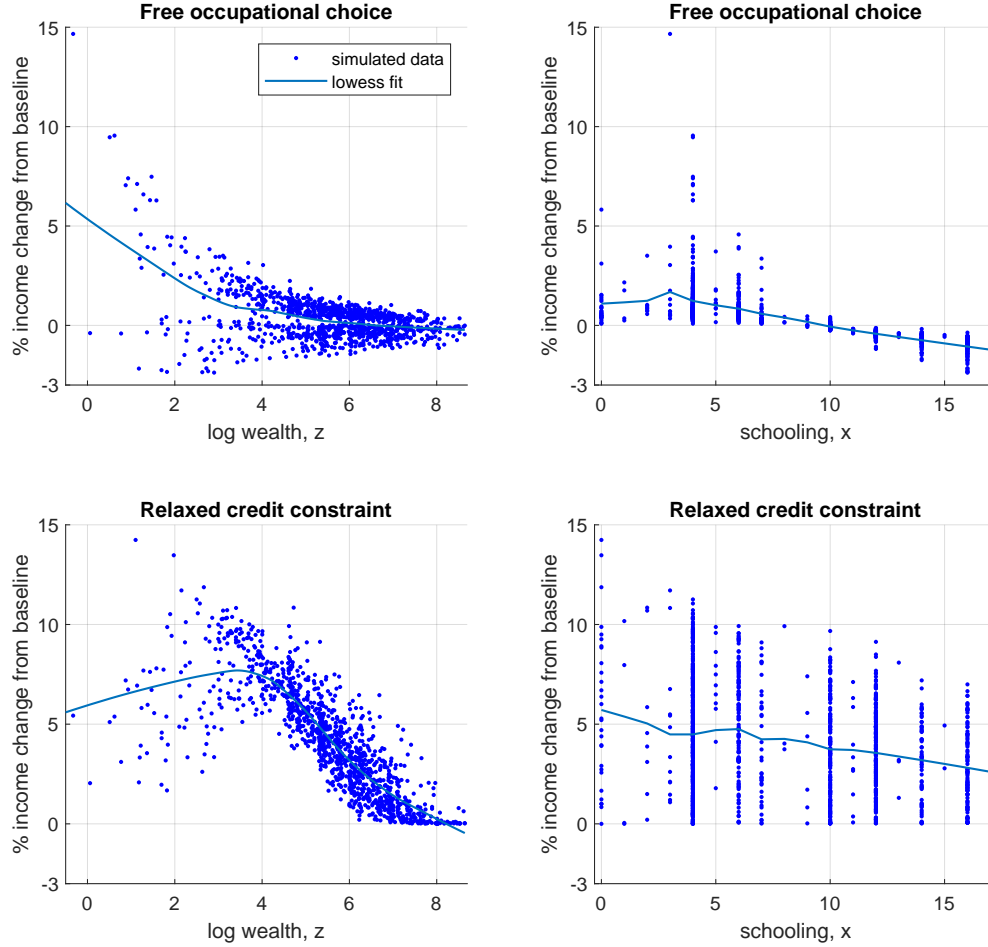 Free occupational choice
15
10
5
0
-3
0
2
4
6
8
% income change from baseline
log wealth, z
simulated data
lowess fit
Free occupational choice
15
10
5
0
-3
0
5
10
15
% income change from baseline
schooling, x
Relaxed credit constraint
15
10
5
0
-3
0
2
4
6
8
% income change from baseline
log wealth, z
Relaxed credit constraint
15
10
5
0
-3
0
5
10
15
% income change from baseline
schooling, x